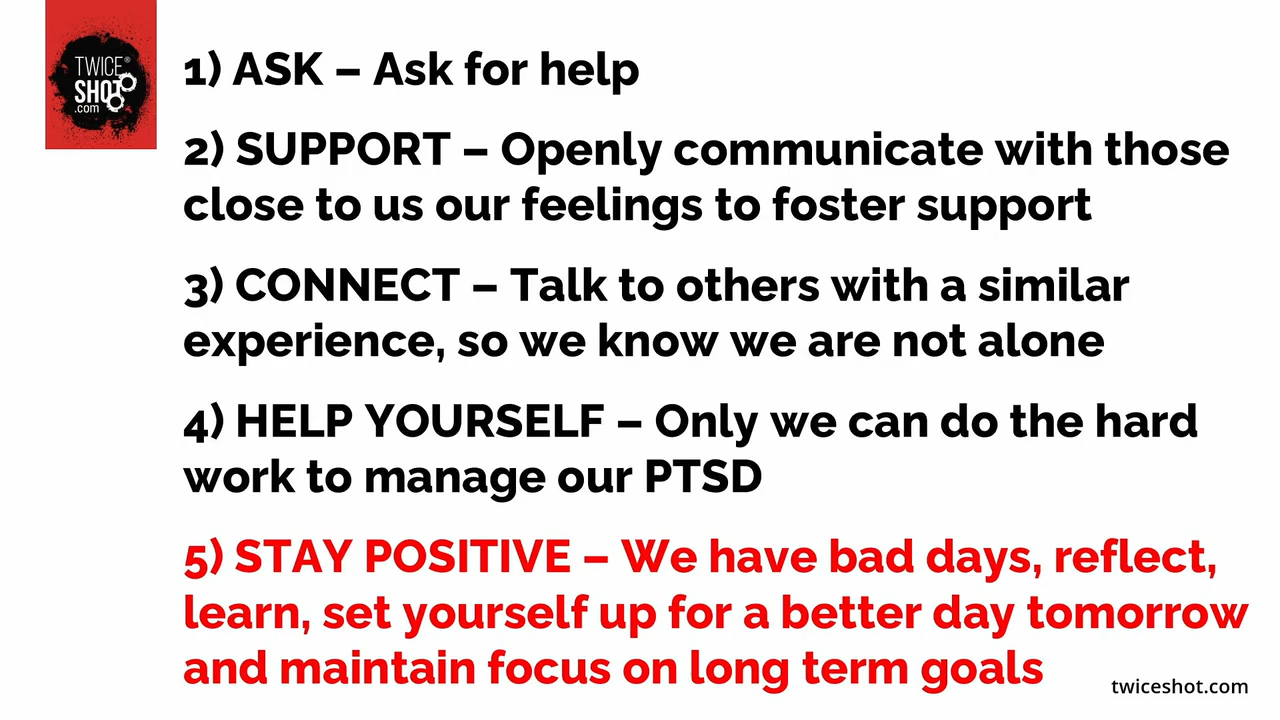 TWICE®
SHOT
.com
1) ASK – Ask for help
2) SUPPORT – Openly communicate with those
close to us our feelings to foster support
3) CONNECT – Talk to others with a similar
experience, so we know we are not alone
4) HELP YOURSELF – Only we can do the hard
work to manage our PTSD
5) STAY POSITIVE – We have bad days, reflect,
learn, set yourself up for a better day tomorrow
and maintain focus on long term goals
twiceshot.com